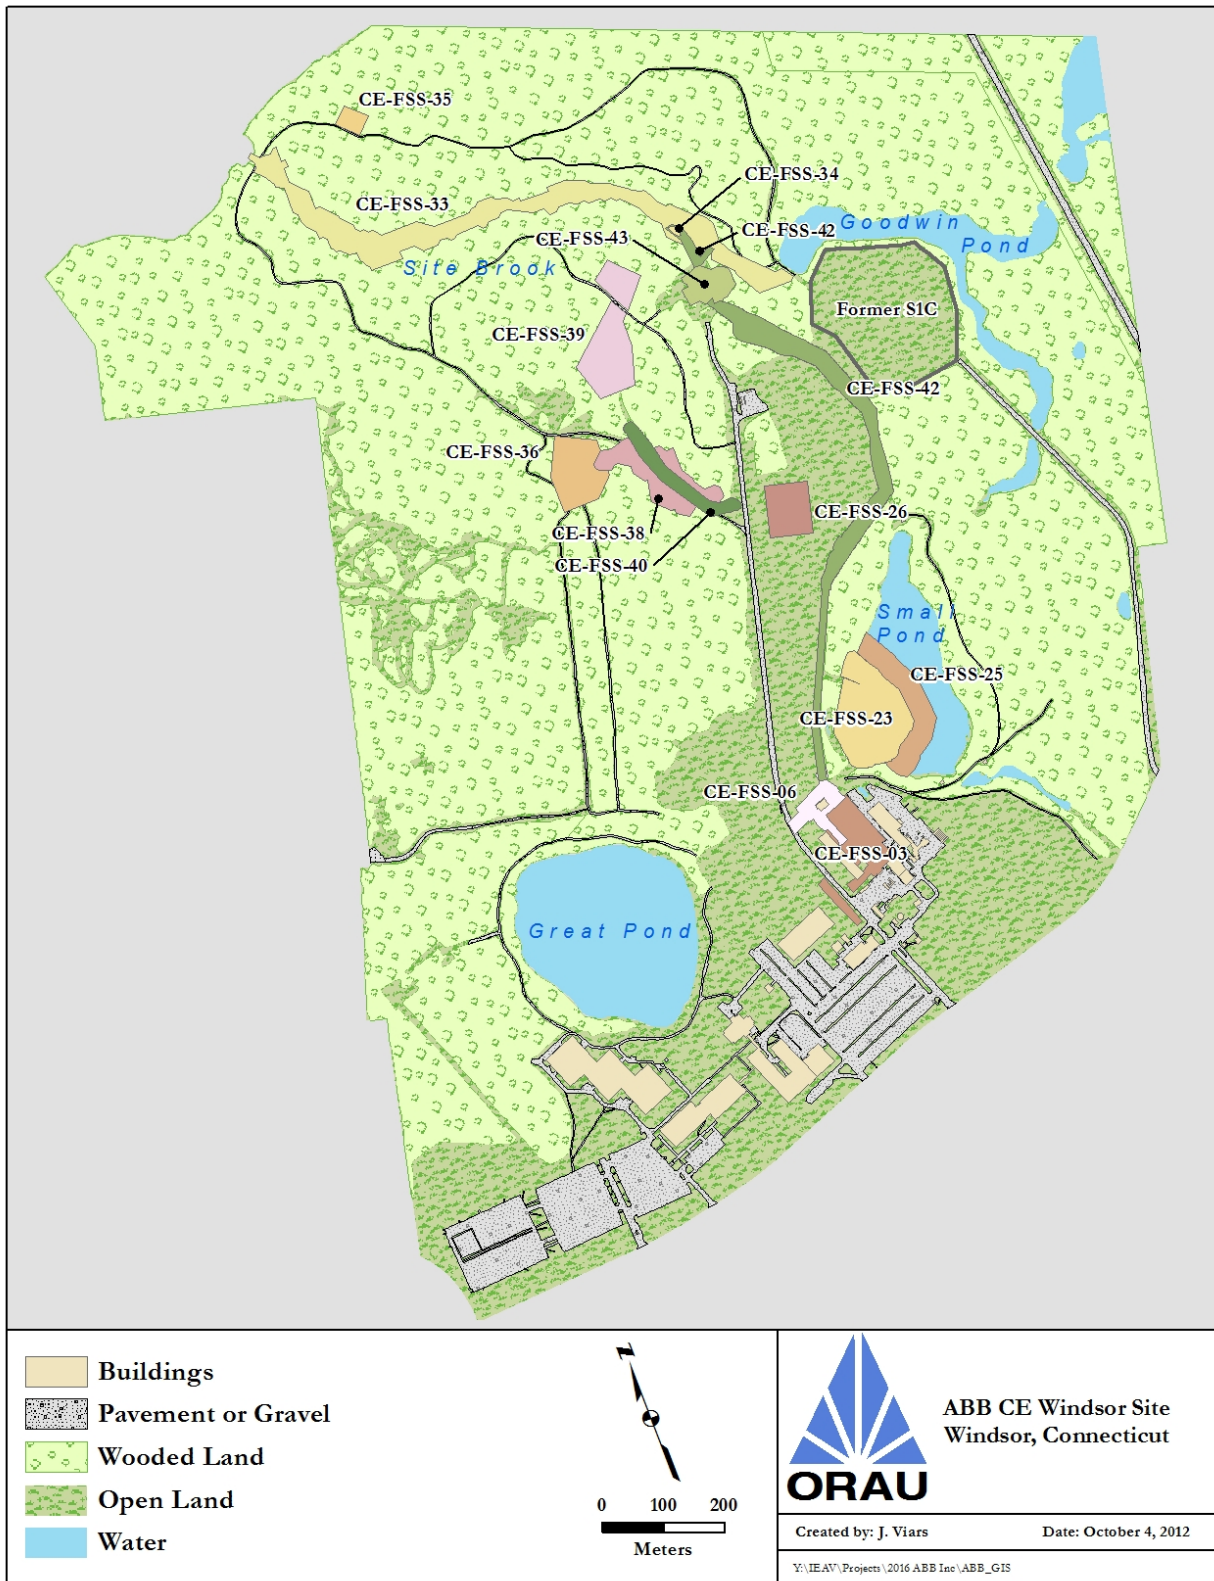 CE-FSS-35
CE-FSS-34
CE-FSS-33
Goodwin
Pond
CE-FSS-42
CE-FSS-43
Site Brook
Former S1C
CE-FSS-39
CE-FSS-42
CE-FSS-36
CE-FSS-26
CE-FSS-38
CE-FSS-40
Small
Pond
CE-FSS-25
CE-FSS-23
CE-FSS-06
CE-FSS-03
Great Pond
Buildings
Pavement or Gravel
Wooded Land
Open Land
Water
N
0 100 200
Meters
ORAU
ABB CE Windsor Site
Windsor, Connecticut
Created by: J. Viars
Date: October 4, 2012
Y:\IEAV\Projects\2016 ABB Inc\ABB_GIS